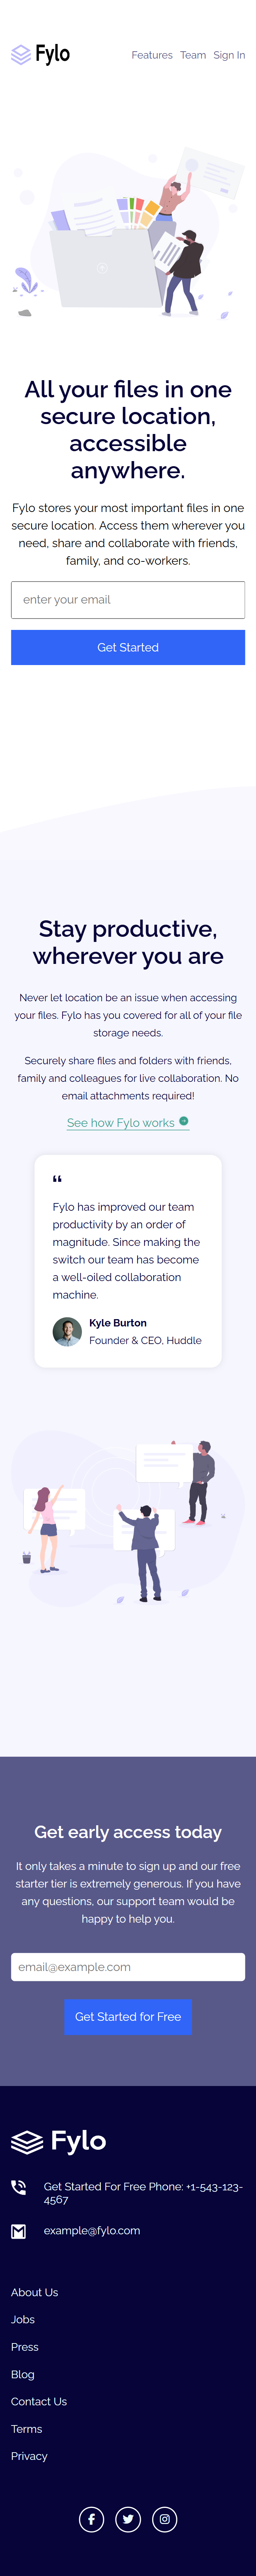 Fylo
Features Team Sign In
All your files in one
secure location,
accessible
anywhere.
Fylo stores your most important files in one
secure location. Access them wherever you
need, share and collaborate with friends,
family, and co-workers.
enter your email
Get Started
Stay productive,
wherever you are
Never let location be an issue when accessing
your files. Fylo has you covered for all of your file
storage needs.
Securely share files and folders with friends,
family and colleagues for live collaboration. No
email attachments required!
See how Fylo works
“
Fylo has improved our team
productivity by an order of
magnitude. Since making the
switch our team has become
a well-oiled collaboration
machine.
Kyle Burton
Founder & CEO, Huddle
Get early access today
It only takes a minute to sign up and our free
starter tier is extremely generous. If you have
any questions, our support team would be
happy to help you.
email@example.com
Get Started for Free
Fylo
Get Started For Free Phone: +1-543-123-
4567
example@fylo.com
About Us
Jobs
Press
Blog
Contact Us
Terms
Privacy